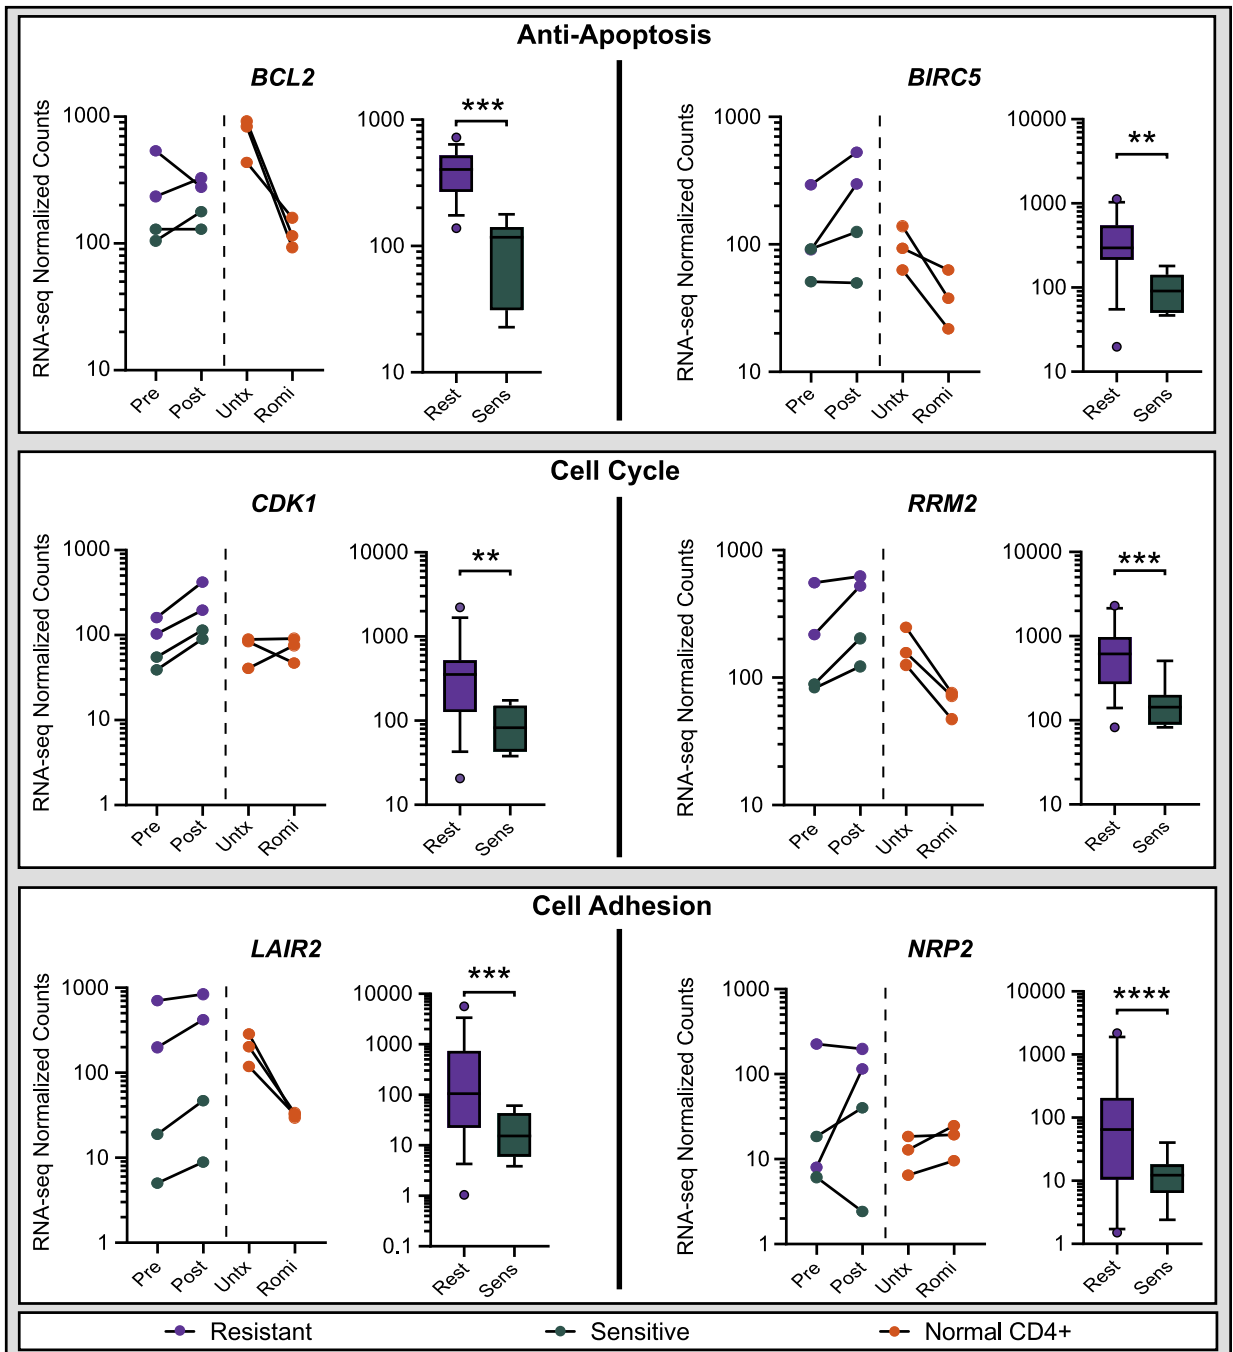 Anti-Apoptosis
BCL2
RNA-seq Normalized Counts
1000
100
10
Pre
Post
Untx
Romi
1000
100
10
***
Rest
Sens
BIRC5
RNA-seq Normalized Counts
1000
100
10
Pre
Post
Untx
Romi
10000
1000
100
10
**
Rest
Sens
Cell Cycle
CDK1
RNA-seq Normalized Counts
1000
100
10
1
Pre
Post
Untx
Romi
10000
1000
100
10
**
Rest
Sens
RRM2
RNA-seq Normalized Counts
1000
100
10
Pre
Post
Untx
Romi
10000
1000
100
10
***
Rest
Sens
Cell Adhesion
LAIR2
RNA-seq Normalized Counts
1000
100
10
1
Pre
Post
Untx
Romi
10000
1000
100
10
1
0.1
***
Rest
Sens
NRP2
RNA-seq Normalized Counts
1000
100
10
1
Pre
Post
Untx
Romi
10000
1000
100
10
1
****
Rest
Sens
Resistant
Sensitive
Normal CD4+